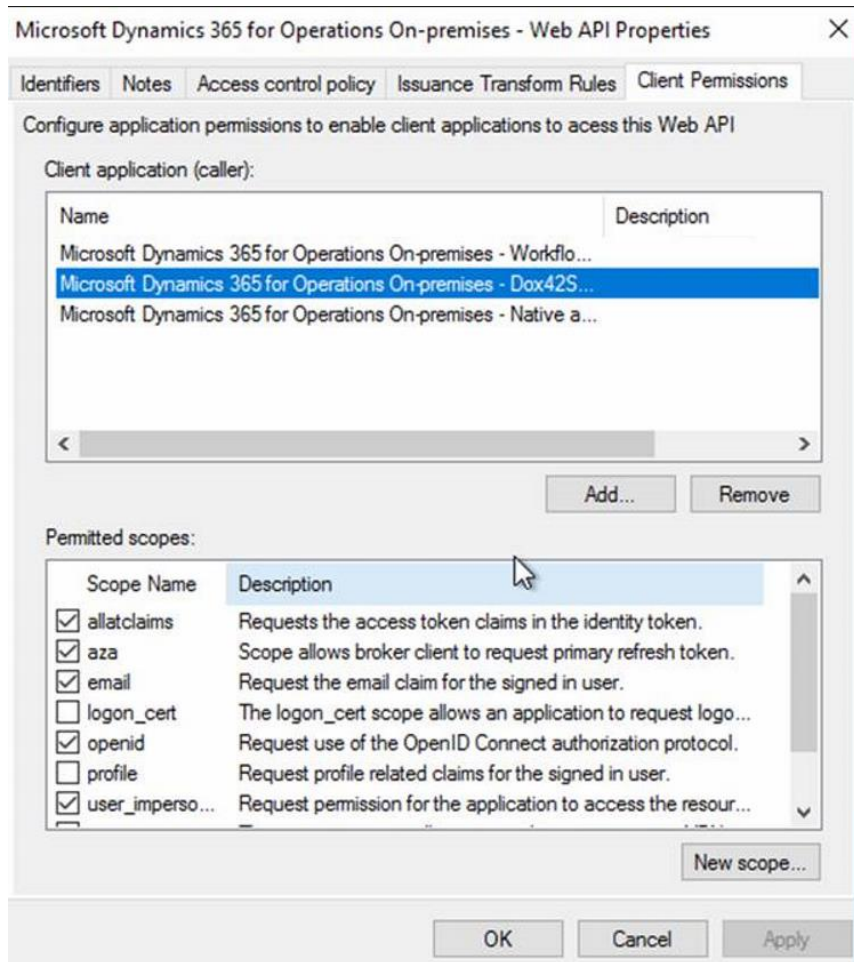 Microsoft Dynamics 365 for Operations On-premises - Web API Properties
Identifiers Notes Access control policy Issuance Transform Rules Client Permissions
Configure application permissions to enable client applications to acess this Web API
Client application (caller):
Name Description
Microsoft Dynamics 365 for Operations On-premises - Workflo...
Microsoft Dynamics 365 for Operations On-premises - Dox42S...
Microsoft Dynamics 365 for Operations On-premises - Native a...
Add... Remove
Permitted scopes:
Scope Name Description
allatclaims Requests the access token claims in the identity token.
aza Scope allows broker client to request primary refresh token.
email Request the email claim for the signed in user.
logon_cert The logon_cert scope allows an application to request logo...
openid Request use of the OpenID Connect authorization protocol.
profile Request profile related claims for the signed in user.
user_imperso... Request permission for the application to access the resour...
New scope...
OK Cancel Apply